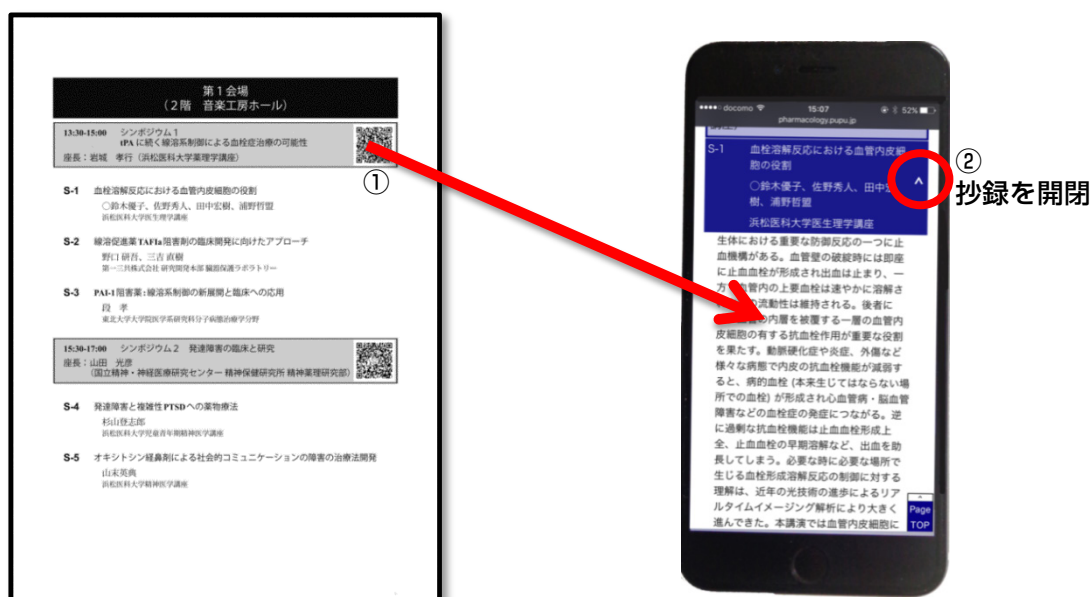 第1会場
(2階 音楽工房ホール)
13:30-15:00 シンポジウム1
tPAに続く線溶系制御による血栓症治療の可能性
座長:岩城 孝行(浜松医科大学薬理学講座)
①
S-1 血栓溶解反応における血管内皮細胞の役割
○鈴木優子、佐野秀人、田中宏樹、浦野哲盟
浜松医科大学医生理学講座
S-2 線溶促進薬TAFIa阻害剤の臨床開発に向けたアプローチ
野口 研吾、三吉 直樹
第一三共株式会社 研究開発本部 臓器保護ラボラトリー
S-3 PAI-1阻害薬:線溶系制御の新展開と臨床への応用
段 孝
東北大学大学院医学系研究科分子病態治療学分野
15:30-17:00 シンポジウム2 発達障害の臨床と研究
座長:山田 光彦
(国立精神・神経医療研究センター 精神保健研究所 精神薬理研究部)
S-4 発達障害と複雑性PTSDへの薬物療法
杉山登志郎
浜松医科大学児童青年期精神医学講座
S-5 オキシトシン経鼻剤による社会的コミュニケーションの障害の治療法開発
山末英典
浜松医科大学精神医学講座
docomo 15:07 52%
pharmacology.pupu.jp
S-1 血栓溶解反応における血管内皮細
胞の役割
○鈴木優子、佐野秀人、田中宏
樹、浦野哲盟
浜松医科大学医生理学講座
②
抄録を開閉
生体における重要な防御反応の一つに止
血機構がある。血管壁の破綻時には即座
に止血血栓が形成され出血は止まり、一
方 血管内の上要血栓は速やかに溶解さ
の流動性は維持される。後者に
の内層を被覆する一層の血管内
皮細胞の有する抗血栓作用が重要な役割
を果たす。動脈硬化症や炎症、外傷など
様々な病態で内皮の抗血栓機能が減弱す
ると、病的血栓 (本来生じてはならない場
所での血栓) が形成され心血管病・脳血管
障害などの血栓症の発症につながる。逆
に過剰な抗血栓機能は止血血栓形成上
全、止血血栓の早期溶解など、出血を助
長してしまう。必要な時に必要な場所で
生じる血栓形成溶解反応の制御に対する
理解は、近年の光技術の進歩によるリア
ルタイムイメージング解析により大きく
進んできた。本講演では血管内皮細胞に
Page
TOP